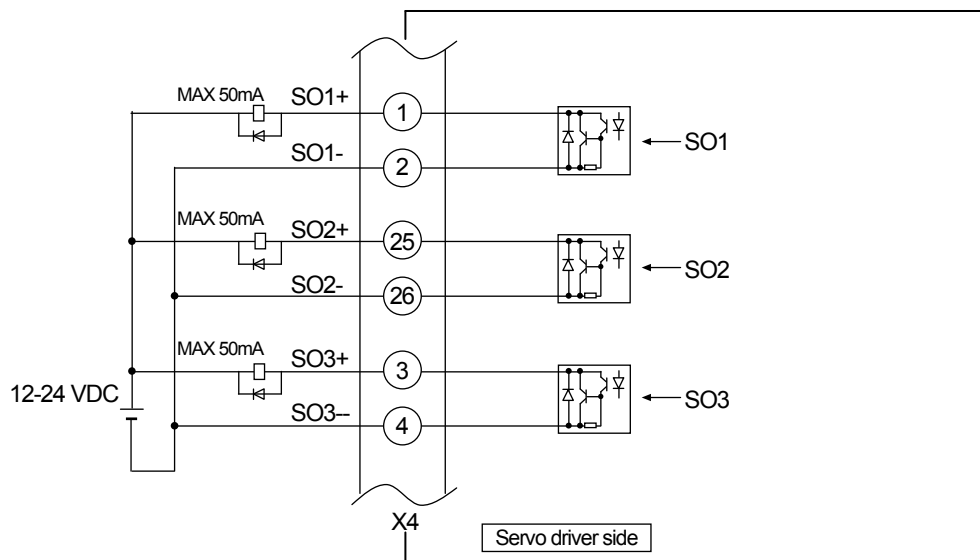 MAX 50mA
SO1+
1
SO1
SO1-
2
MAX 50mA
SO2+
25
SO2
SO2-
26
MAX 50mA
SO3+
3
12-24 VDC
SO3
SO3--
4
X4
Servo driver side